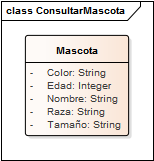 class ConsultarMascota
Mascota
- Color: String
- Edad: Integer
- Nombre: String
- Raza: String
- Tamaño: String